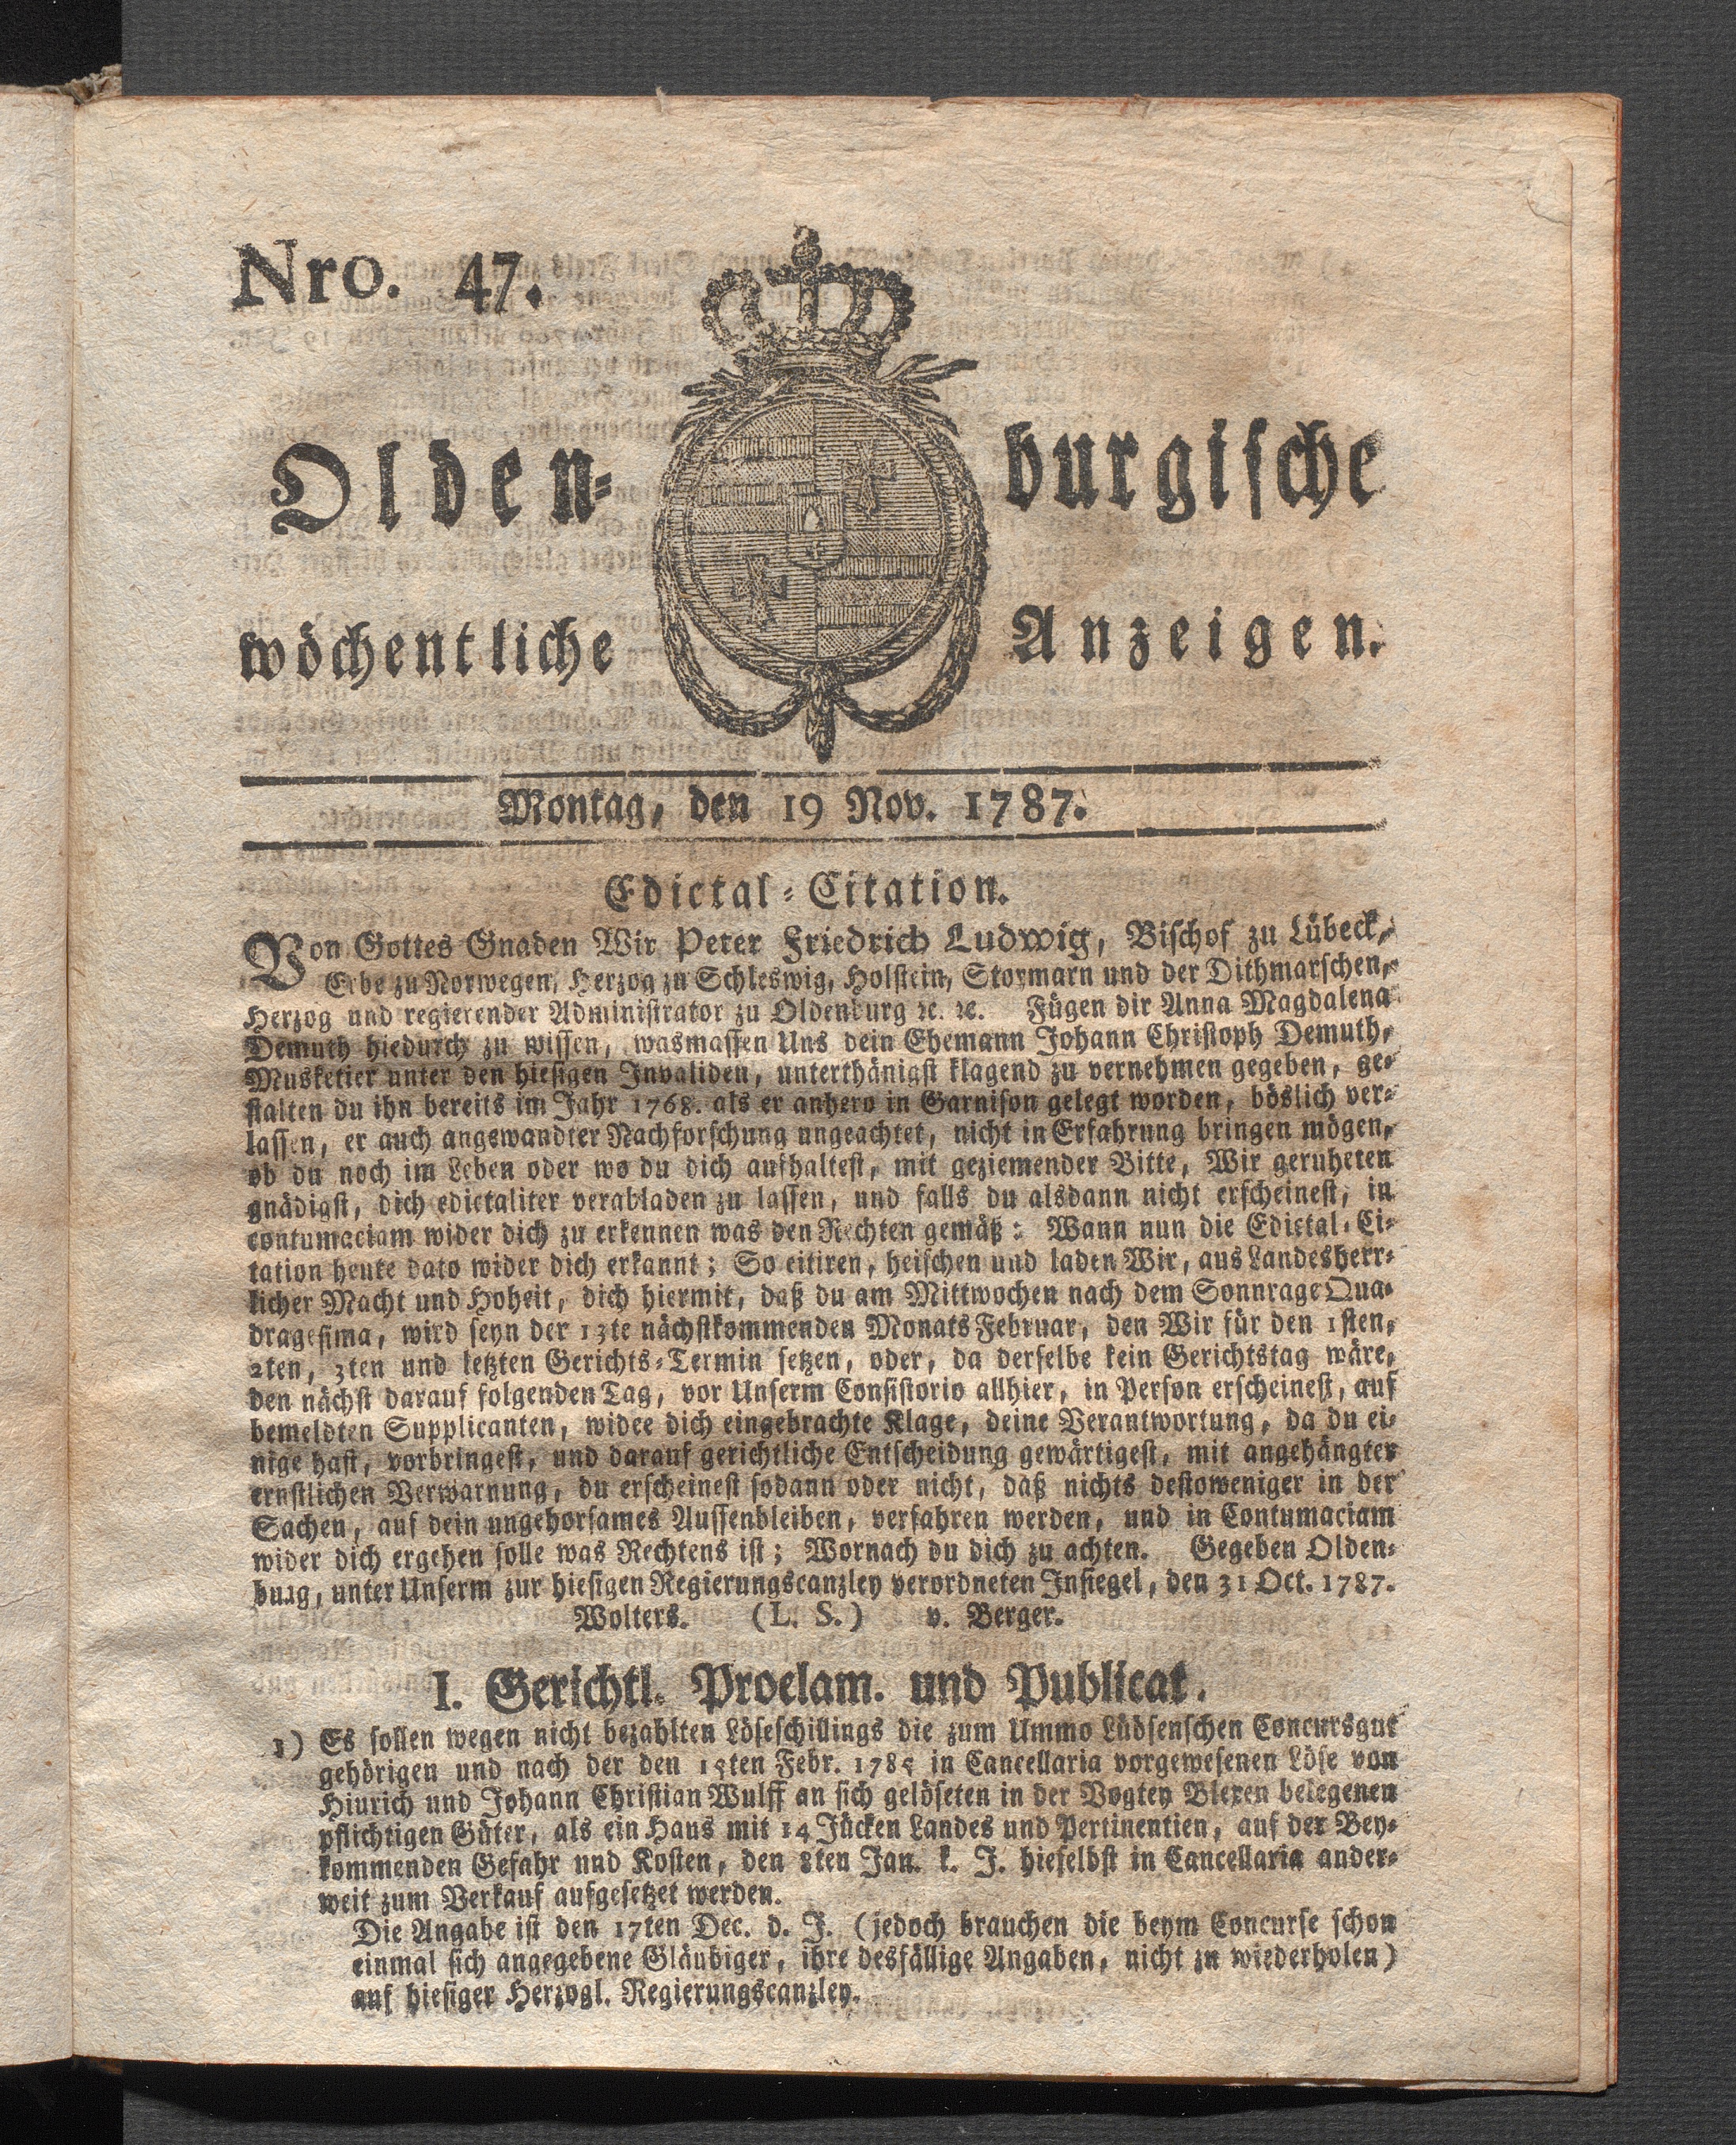 Nro. 47.
Olden-
burgische
wöchentliche
Anzeigen.
Montag, den 19 Nov. 1787.
Edictal-Citation.
Von Gottes Gnaden Wir Peter Friedrich Ludwig, Bischof zu Lübeck,
Erbe zu Norwegen, Herzog zu Schleswig, Holstein, Stormarn und der Dithmarschen,
Herzog und regierender Administrator zu Oldenburg ꝛc. ꝛc. Fügen dir Anna Magdalena
Demuth hiedurch zu wissen, wasmassen Uns dein Ehemann Johann Christoph Demuth,
Musketier unter den hiesigen Invaliden, unterthänigst klagend zu vernehmen gegeben, ge-
stalten du ihn bereits im Jahr 1768. als er anhero in Garnison gelegt worden, böslich ver-
lassen, er auch angewandter Nachforschung ungeachtet, nicht in Erfahrung bringen mögen,
ob du noch im Leben oder wo du dich aufhaltest, mit geziemender Bitte, Wir geruheten
gnädigst, dich edictaliter verabladen zu lassen, und falls du alsdann nicht erscheinest, in
contumaciam wider dich zu erkennen was den Rechten gemäß: Wann nun die Edictal-Ci-
tation heute dato wider dich erkannt; So citiren, heischen und laden Wir, aus Landesherr-
licher Macht und Hoheit, dich hiermit, daß du am Mittwochen nach dem Sonntage Qua-
dragesima, wird seyn der 13te nächstkommenden Monats Februar, den Wir für den 1sten,
2ten, 3ten und letzten Gerichts-Termin setzen, oder, da derselbe kein Gerichtstag wäre,
den nächst darauf folgenden Tag, vor Unserm Consistorio allhier, in Person erscheinest, auf
bemeldten Supplicanten, widee dich eingebrachte Klage, deine Verantwortung, da du ei-
nige hast, vorbringest, und darauf gerichtliche Entscheidung gewärtigest, mit angehängter
ernstlichen Verwarnung, du erscheinest sodann oder nicht, daß nichts destoweniger in der
Sachen, auf dein ungehorsames Aussenbleiben, verfahren werden, und in Contumaciam
wider dich ergehen solle was Rechtens ist; Wornach du dich zu achten. Gegeben Olden-
burg, unter Unserm zur hiesigen Regierungscanzley verordneten Insiegel, den 31 Oct. 1787.
Wolters. (L. S.) v. Berger.
I. Gerichtl. Proclam. und Publicat.
1) Es sollen wegen nicht bezahlten Löseschillings die zum Ummo Lüdsenschen Concursgut
gehörigen und nach der den 15ten Febr. 1785 in Cancellaria vorgewesenen Löse von
Hiurich und Johann Christian Wulff an sich gelöseten in der Vogtey Blexen belegenen
pflichtigen Güter, als ein Haus mit 14 Jücken Landes und Pertinentien, auf der Bey-
kommenden Gefahr und Kosten, den 8ten Jan. k. J. hieselbst in Cancellaria ander-
weit zum Verkauf aufgesetzet werden.
Die Angabe ist den 17ten Dec. d. J. (jedoch brauchen die beym Concurse schon
einmal sich angegebene Gläubiger, ihre desfällige Angaben, nicht zu wiederholen)
auf hiesiger Herzogl. Regierungscanzley.